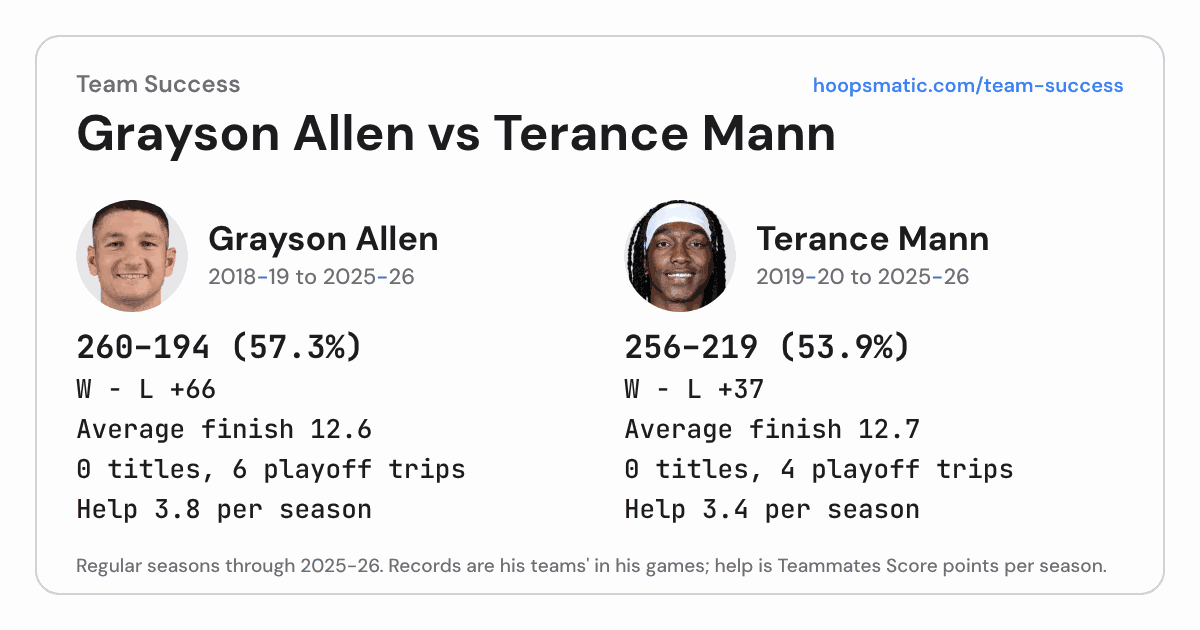 Team Success
hoopsmatic.com/team-success
Grayson Allen vs Terance Mann
Grayson Allen
2018-19 to 2025-26
260-194 (57.3%)
W - L +66
Average finish 12.6
0 titles, 6 playoff trips
Help 3.8 per season
Terance Mann
2019-20 to 2025-26
256-219 (53.9%)
W - L +37
Average finish 12.7
0 titles, 4 playoff trips
Help 3.4 per season
Regular seasons through 2025-26. Records are his teams' in his games; help is Teammates Score points per season.